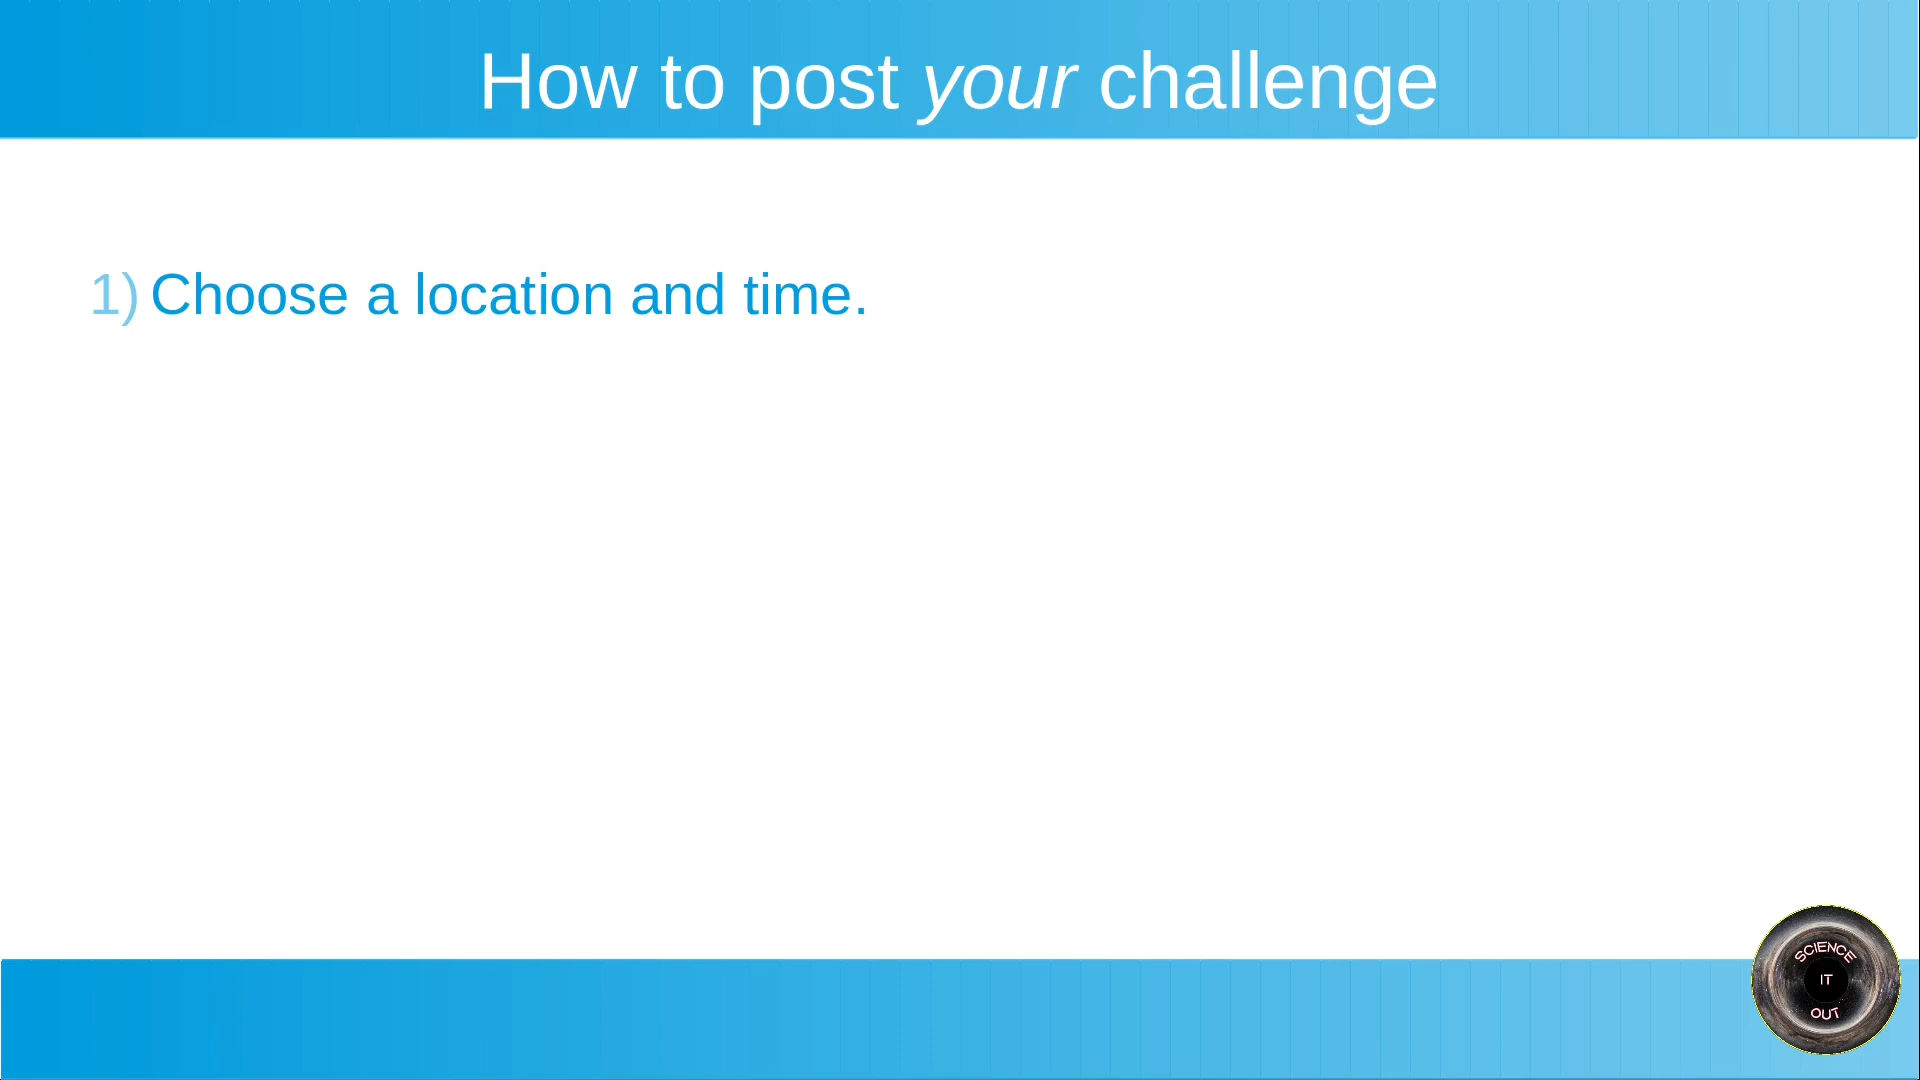 How to post your challenge
1) Choose a location and time.
SCIENCE
IT
OUT